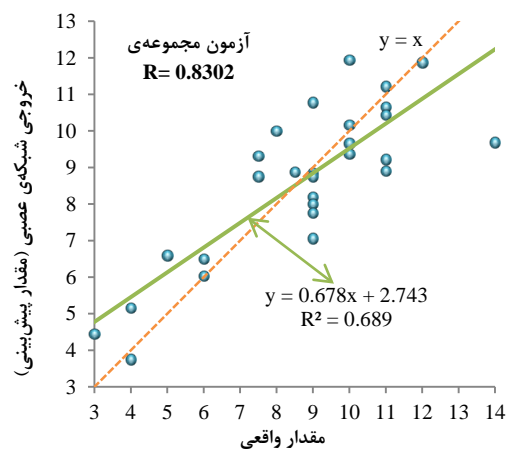 آزمون مجموعه‌ی
R= 0.8302
y = x
y = 0.678x + 2.743
R² = 0.689
خروجی شبکه‌ی عصبی (مقدار پیش‌بینی)
13
12
11
10
9
8
7
6
5
4
3
3 4 5 6 7 8 9 10 11 12 13 14
مقدار واقعی